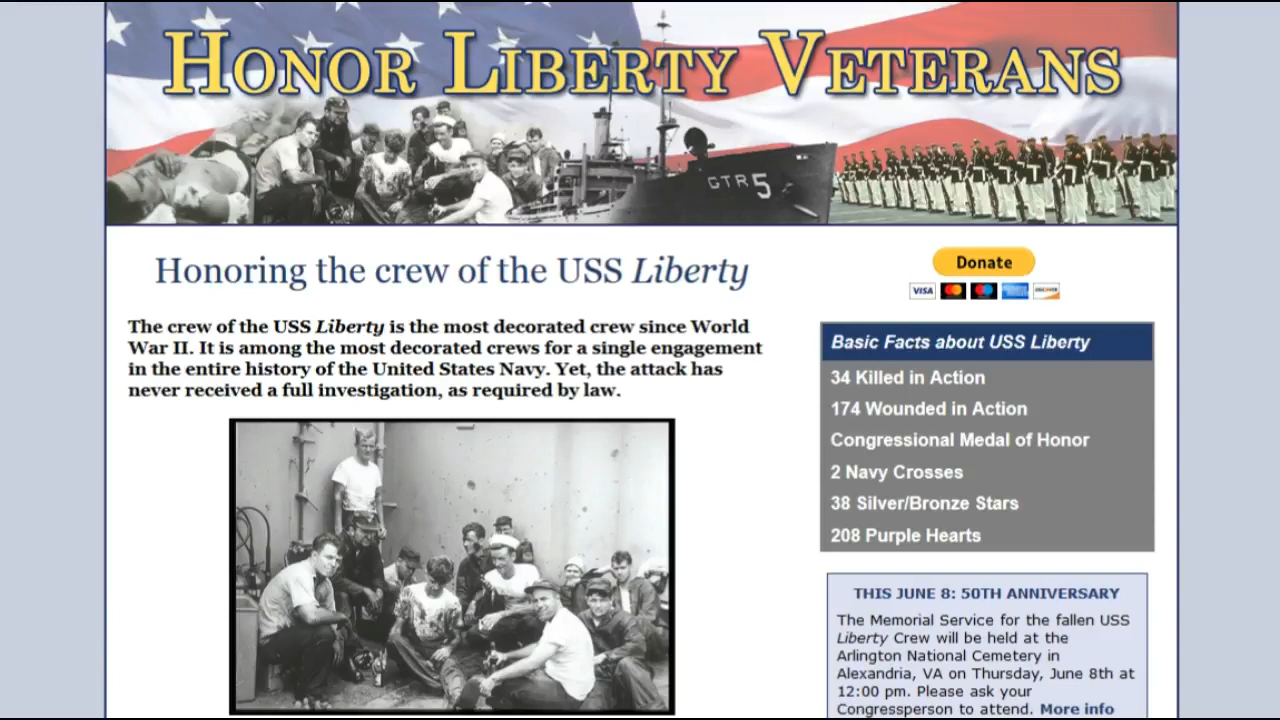 HONOR LIBERTY VETERANS
GTR 5
Honoring the crew of the USS Liberty
The crew of the USS Liberty is the most decorated crew since World
War II. It is among the most decorated crews for a single engagement
in the entire history of the United States Navy. Yet, the attack has
never received a full investigation, as required by law.
Donate
VISA
DISCOVER
Basic Facts about USS Liberty
34 Killed in Action
174 Wounded in Action
Congressional Medal of Honor
2 Navy Crosses
38 Silver/Bronze Stars
208 Purple Hearts
THIS JUNE 8: 50TH ANNIVERSARY
The Memorial Service for the fallen USS
Liberty Crew will be held at the
Arlington National Cemetery in
Alexandria, VA on Thursday, June 8th at
12:00 pm. Please ask your
Congressperson to attend. More info